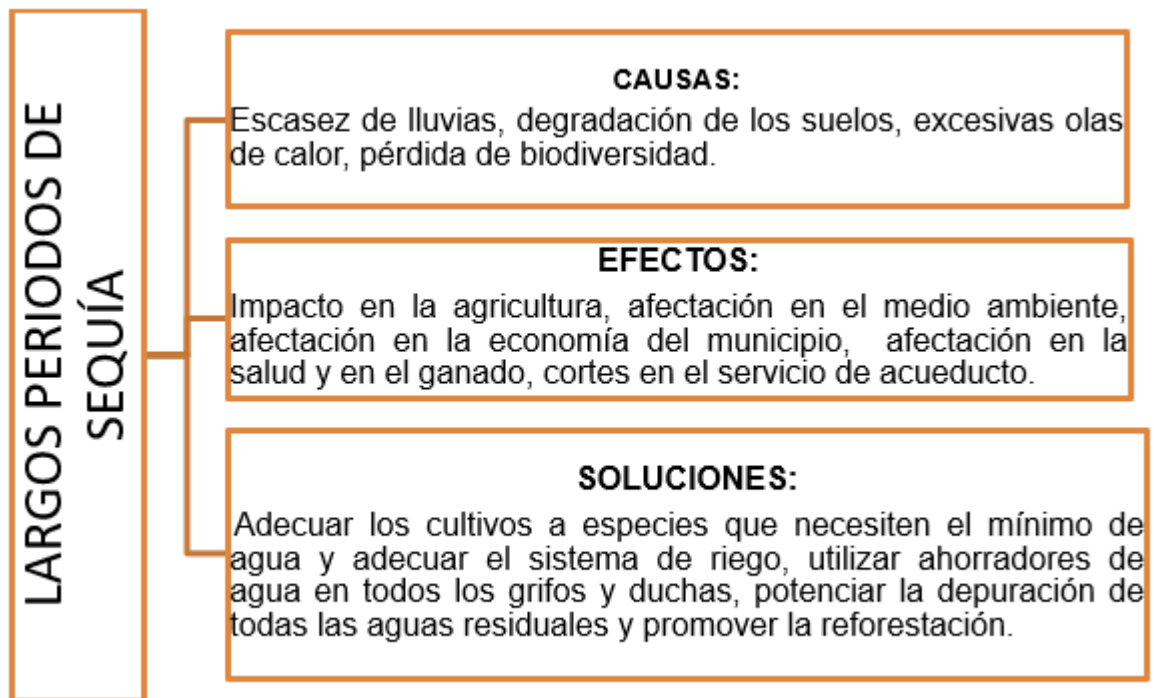 LARGOS PERIODOS DE
SEQUÍA
CAUSAS:
Escasez de lluvias, degradación de los suelos, excesivas olas
de calor, pérdida de biodiversidad.
EFECTOS:
Impacto en la agricultura, afectación en el medio ambiente,
afectación en la economía del municipio, afectación en la
salud y en el ganado, cortes en el servicio de acueducto.
SOLUCIONES:
Adecuar los cultivos a especies que necesiten el mínimo de
agua y adecuar el sistema de riego, utilizar ahorradores de
agua en todos los grifos y duchas, potenciar la depuración de
todas las aguas residuales y promover la reforestación.